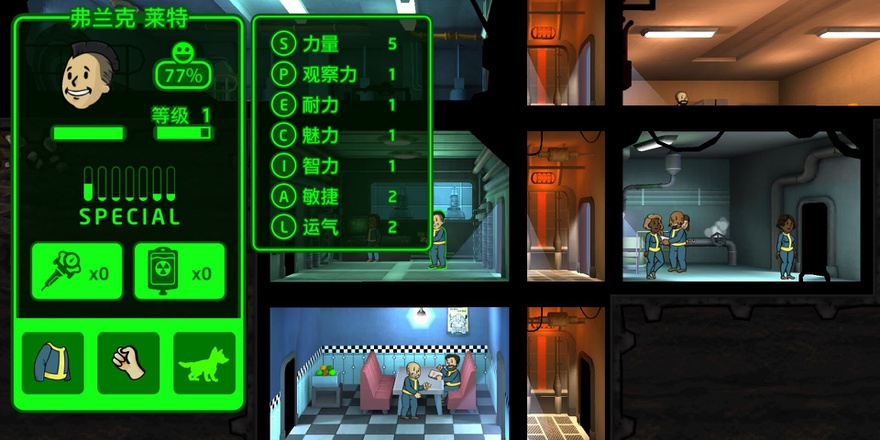 弗兰克 莱特
77%
等级 1
SPECIAL
x0
x0
S 力量 5
P 观察力 1
E 耐力 1
C 魅力 1
I 智力 1
A 敏捷 2
L 运气 2